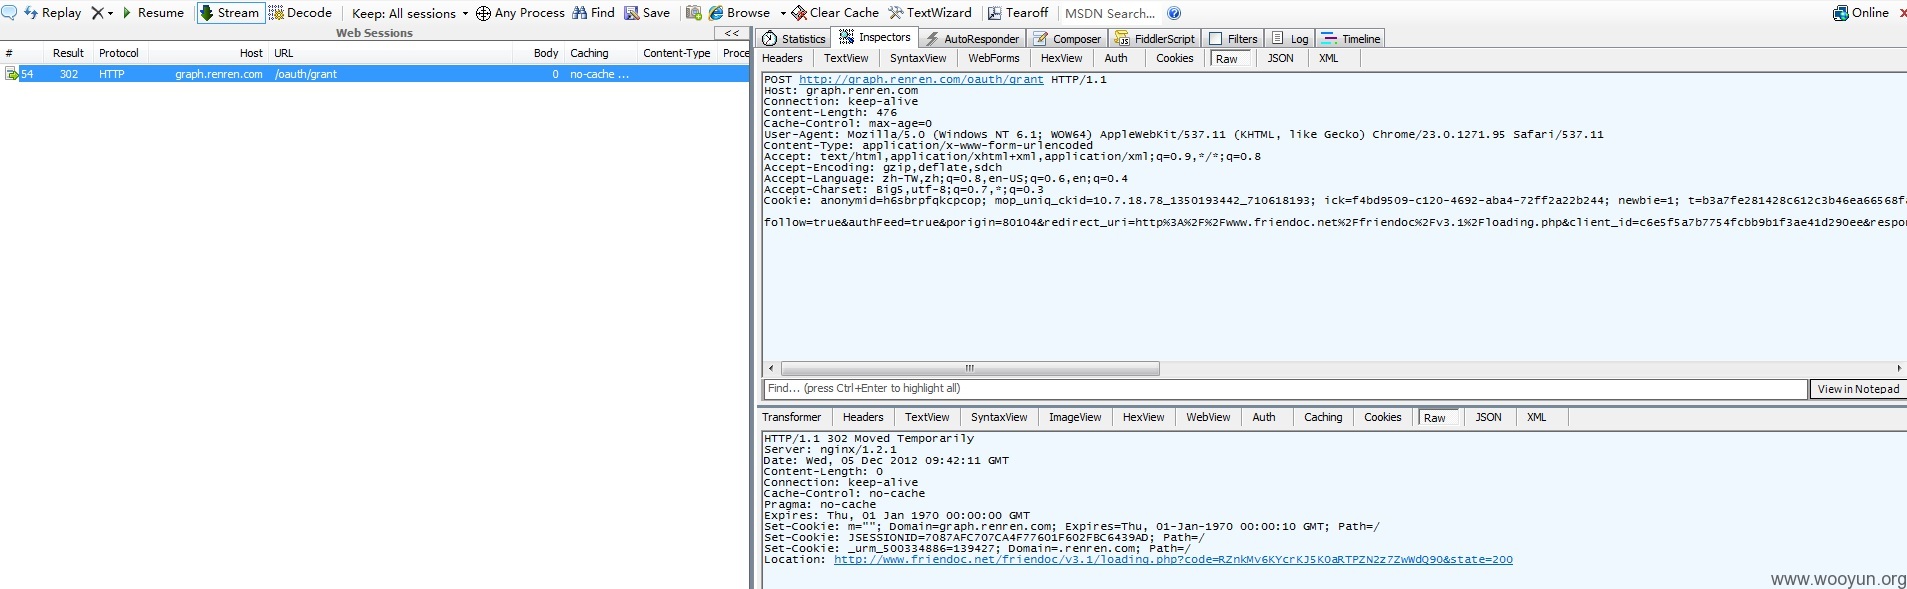 Replay Resume Stream Decode Keep: All sessions Any Process Find Save Browse Clear Cache TextWizard Tearoff MSDN Search... Online
Web Sessions <<
# Result Protocol Host URL Body Caching Content-Type Proce
54 302 HTTP graph.renren.com /oauth/grant 0 no-cache ...
Statistics Inspectors AutoResponder Composer FiddlerScript Filters Log Timeline
Headers TextView SyntaxView WebForms HexView Auth Cookies Raw JSON XML
POST http://graph.renren.com/oauth/grant HTTP/1.1
Host: graph.renren.com
Connection: keep-alive
Content-Length: 476
Cache-Control: max-age=0
User-Agent: Mozilla/5.0 (Windows NT 6.1; WOW64) AppleWebKit/537.11 (KHTML, like Gecko) Chrome/23.0.1271.95 Safari/537.11
Content-Type: application/x-www-form-urlencoded
Accept: text/html,application/xhtml+xml,application/xml;q=0.9,*/*;q=0.8
Accept-Encoding: gzip,deflate,sdch
Accept-Language: zh-TW,zh;q=0.8,en-US;q=0.6,en;q=0.4
Accept-Charset: Big5,utf-8;q=0.7,*;q=0.3
Cookie: anonymid=h6sbrpfqkcpcop; mop_uniq_ckid=10.7.18.78_1350193442_710618193; ick=f4bd9509-c120-4692-aba4-72ff2a22b244; newbie=1; t=b3a7fe281428c612c3b46ea66568f
follow=true&authFeed=true&porigin=80104&redirect_uri=http%3A%2F%2Fwww.friendoc.net%2Ffriendoc%2Fv3.1%2Floading.php&client_id=c6e5f5a7b7754fcbb9b1f3ae41d290ee&respor
Find... (press Ctrl+Enter to highlight all) View in Notepad
Transformer Headers TextView SyntaxView ImageView HexView WebView Auth Caching Cookies Raw JSON XML
HTTP/1.1 302 Moved Temporarily
Server: nginx/1.2.1
Date: Wed, 05 Dec 2012 09:42:11 GMT
Content-Length: 0
Connection: keep-alive
Cache-Control: no-cache
Pragma: no-cache
Expires: Thu, 01 Jan 1970 00:00:00 GMT
Set-Cookie: m=""; Domain=graph.renren.com; Expires=Thu, 01-Jan-1970 00:00:10 GMT; Path=/
Set-Cookie: JSESSIONID=7087AFC707CA4F77601F602FBC6439AD; Path=/
Set-Cookie: _urm_500334886=139427; Domain=.renren.com; Path=/
Location: http://www.friendoc.net/friendoc/v3.1/loading.php?code=RZnkMv6KYcrKJ5K0aRTPZN2z7ZwWdQ90&state=200
www.wooyun.org